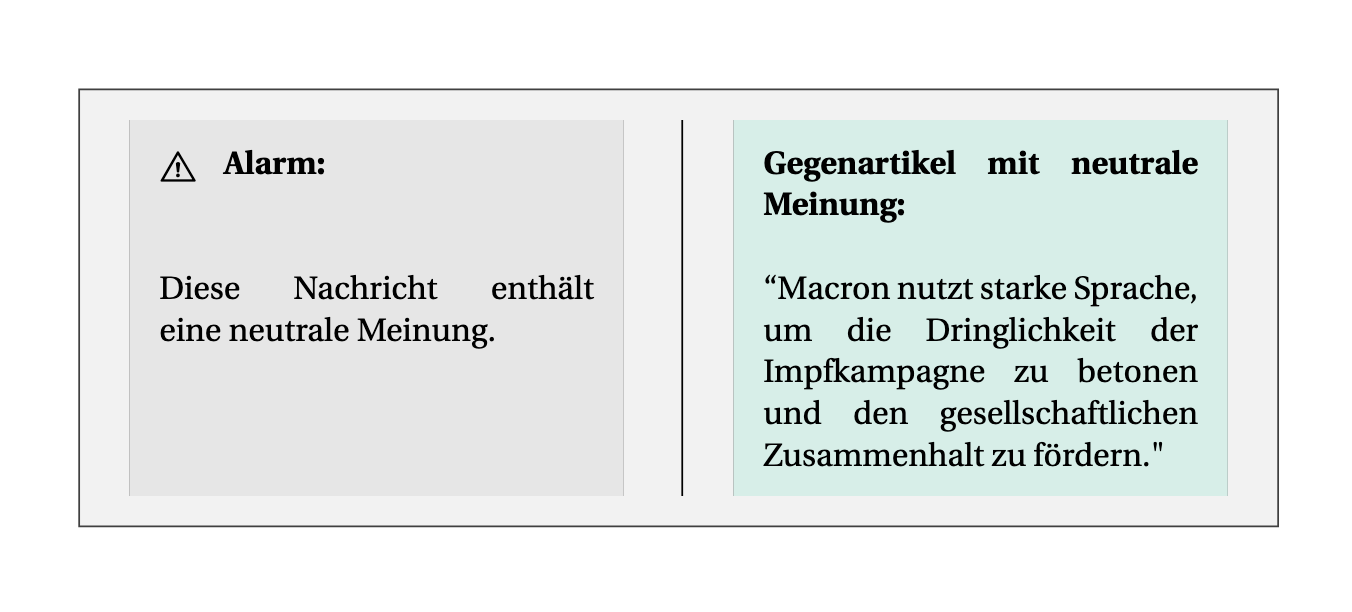 Alarm:
Diese Nachricht enthält
eine neutrale Meinung.
Gegenartikel mit neutrale
Meinung:
“Macron nutzt starke Sprache,
um die Dringlichkeit der
Impfkampagne zu betonen
und den gesellschaftlichen
Zusammenhalt zu fördern."